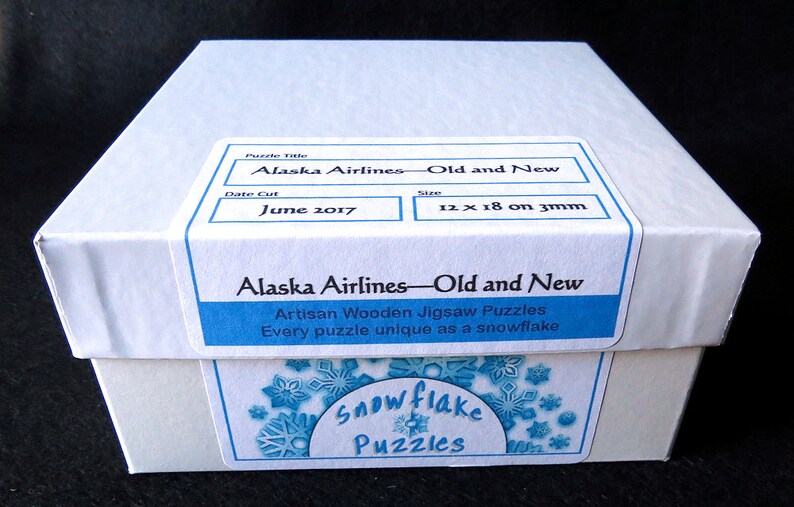 Puzzle Title
Alaska Airlines—Old and New
Date Cut
Size
June 2017
12 x 18 on 3mm
Alaska Airlines—Old and New
Artisan Wooden Jigsaw Puzzles
Every puzzle unique as a snowflake
Snowflake
Puzzles